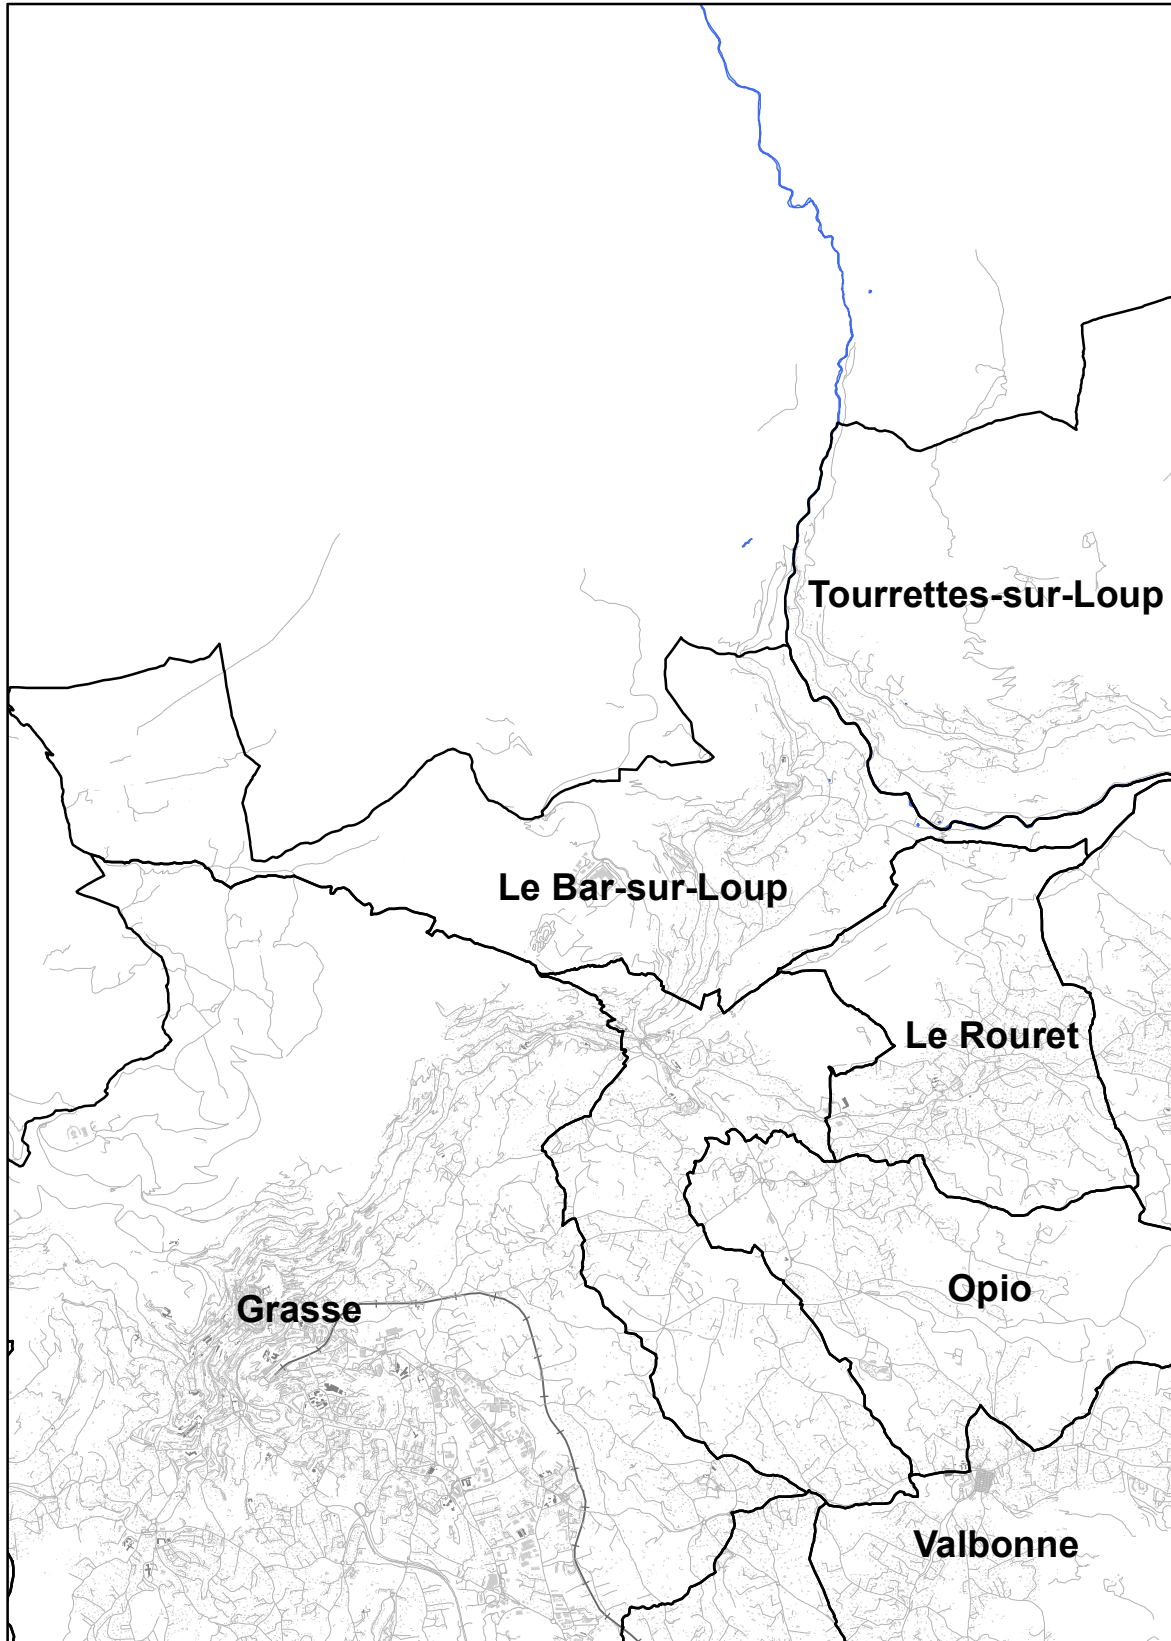 Tourrettes-sur-Loup
Le Bar-sur-Loup
Le Rouret
Opio
Grasse
Valbonne